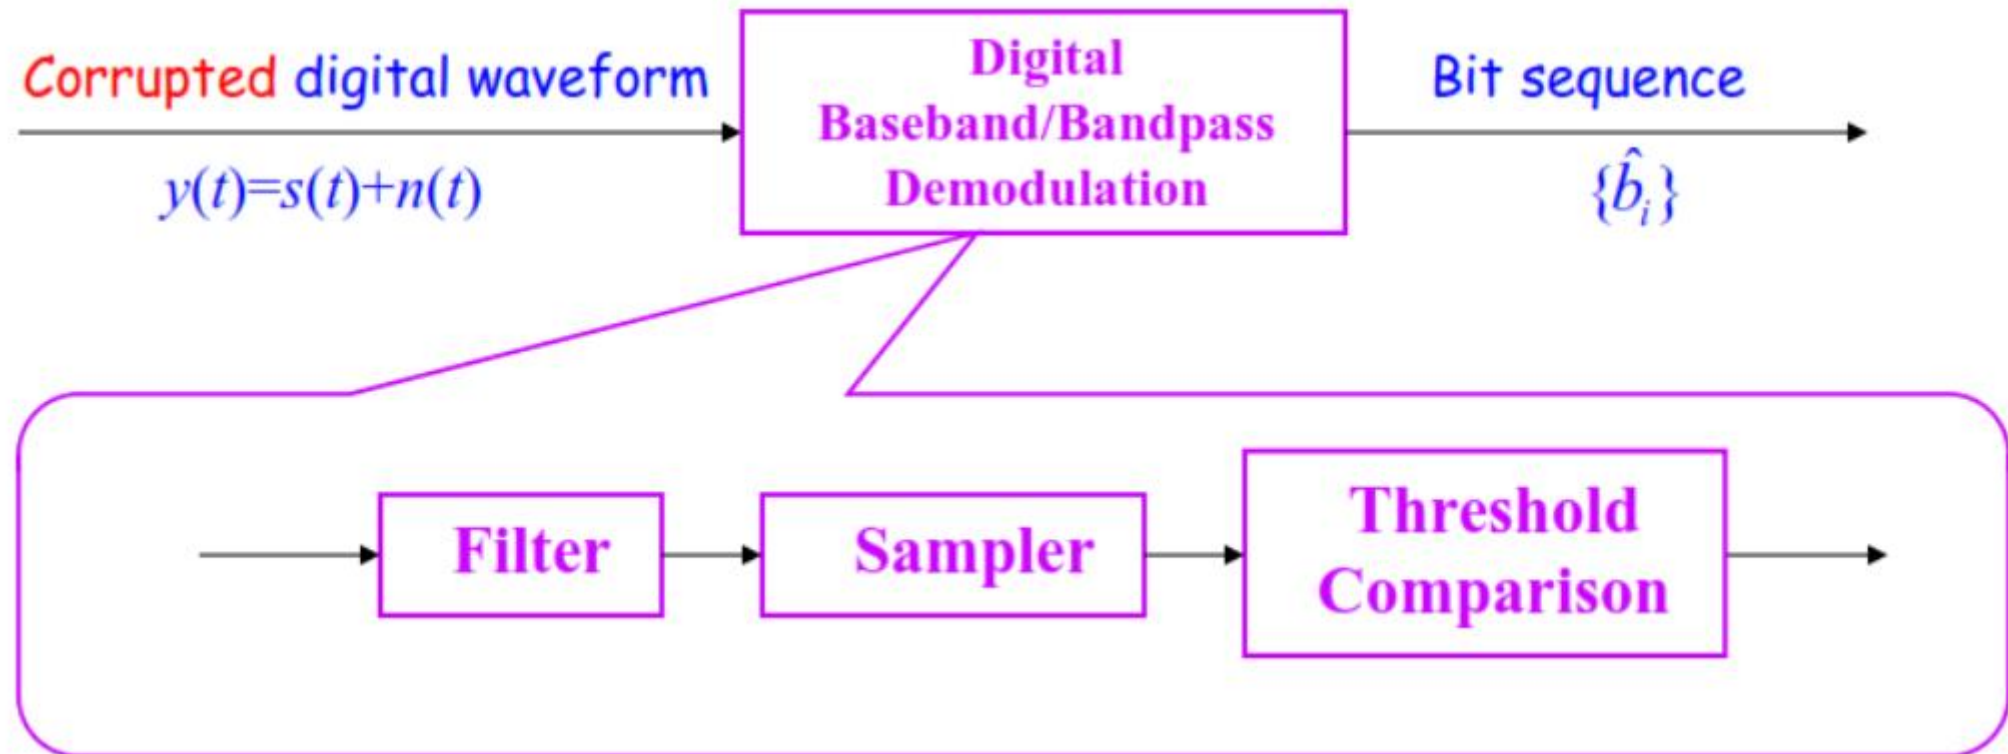 Corrupted digital waveform
y(t)=s(t)+n(t)
Digital
Baseband/Bandpass
Demodulation
Bit sequence
{b̂ᵢ}
Filter
Sampler
Threshold
Comparison